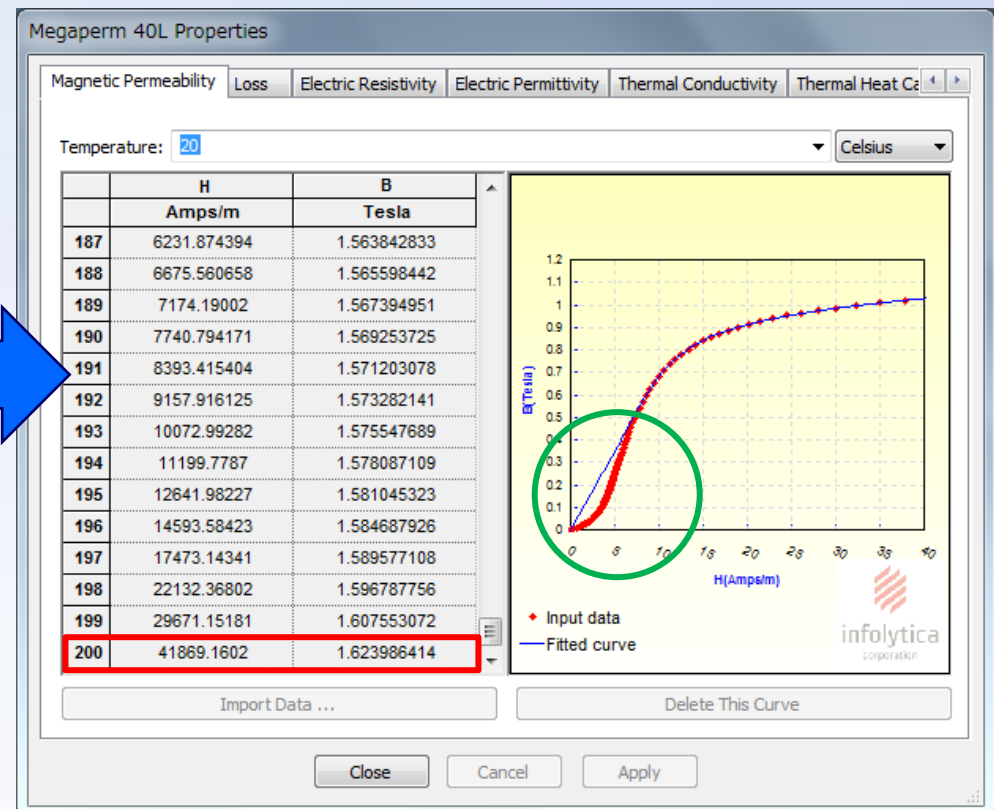 Megaperm 40L Properties
Magnetic Permeability Loss Electric Resistivity Electric Permittivity Thermal Conductivity Thermal Heat Ca
Temperature: 20 Celsius
H B
Amps/m Tesla
187 6231.874394 1.563842833
188 6675.560658 1.565598442
189 7174.19002 1.567394951
190 7740.794171 1.569253725
191 8393.415404 1.571203078
192 9157.916125 1.573282141
193 10072.99282 1.575547689
194 11199.7787 1.578087109
195 12641.98227 1.581045323
196 14593.58423 1.584687926
197 17473.14341 1.589577108
198 22132.36802 1.596787756
199 29671.15181 1.607553072
200 41869.1602 1.623986414
B(Tesla)
1.2
1.1
1
0.9
0.8
0.7
0.6
0.5
0.4
0.3
0.2
0.1
0
0 5 10 15 20 25 30 35 40
H(Amps/m)
Input data
Fitted curve
infolytica
corporation
Import Data ...
Delete This Curve
Close Cancel Apply